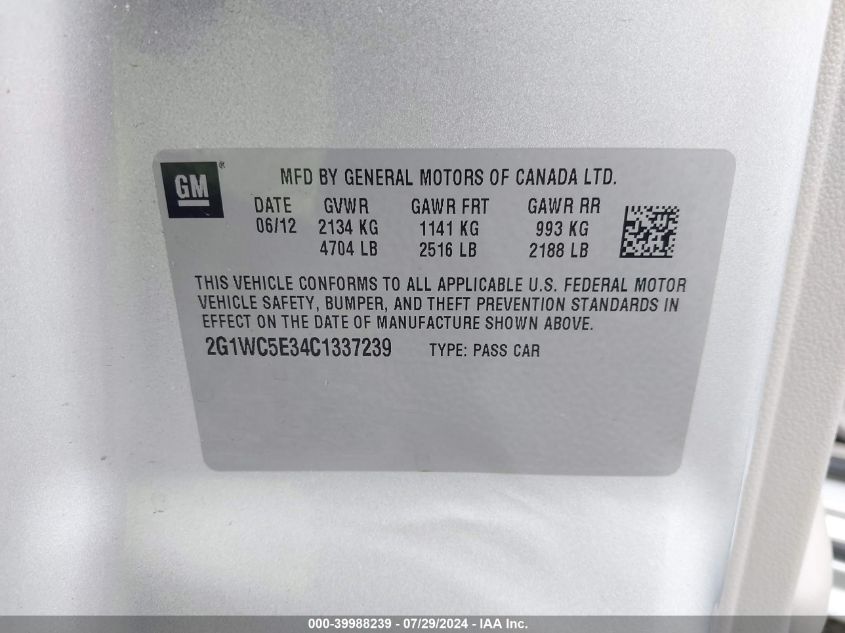 GM®
MFD BY GENERAL MOTORS OF CANADA LTD.
DATE GVWR GAWR FRT GAWR RR
06/12 2134 KG 1141 KG 993 KG
4704 LB 2516 LB 2188 LB
THIS VEHICLE CONFORMS TO ALL APPLICABLE U.S. FEDERAL MOTOR
VEHICLE SAFETY, BUMPER, AND THEFT PREVENTION STANDARDS IN
EFFECT ON THE DATE OF MANUFACTURE SHOWN ABOVE.
2G1WC5E34C1337239 TYPE: PASS CAR
000-39988239 - 07/29/2024 - IAA Inc.